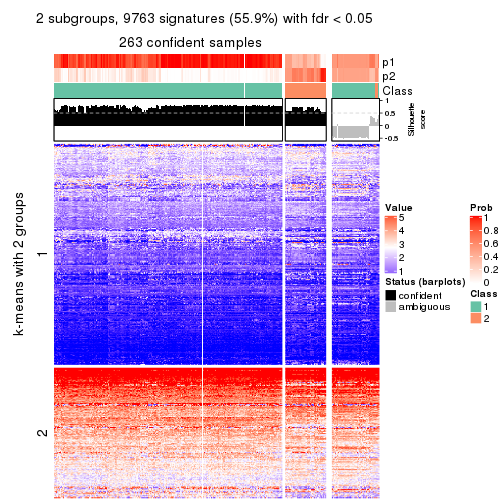 2 subgroups, 9763 signatures (55.9%) with fdr < 0.05
263 confident samples
p1
p2
Class
1
0.5
0
-0.5
Silhouette
score
k-means with 2 groups
1
2
Value
5
4
3
2
1
Status (barplots)
confident
ambiguous
Prob
1
0.8
0.6
0.4
0.2
0
Class
1
2